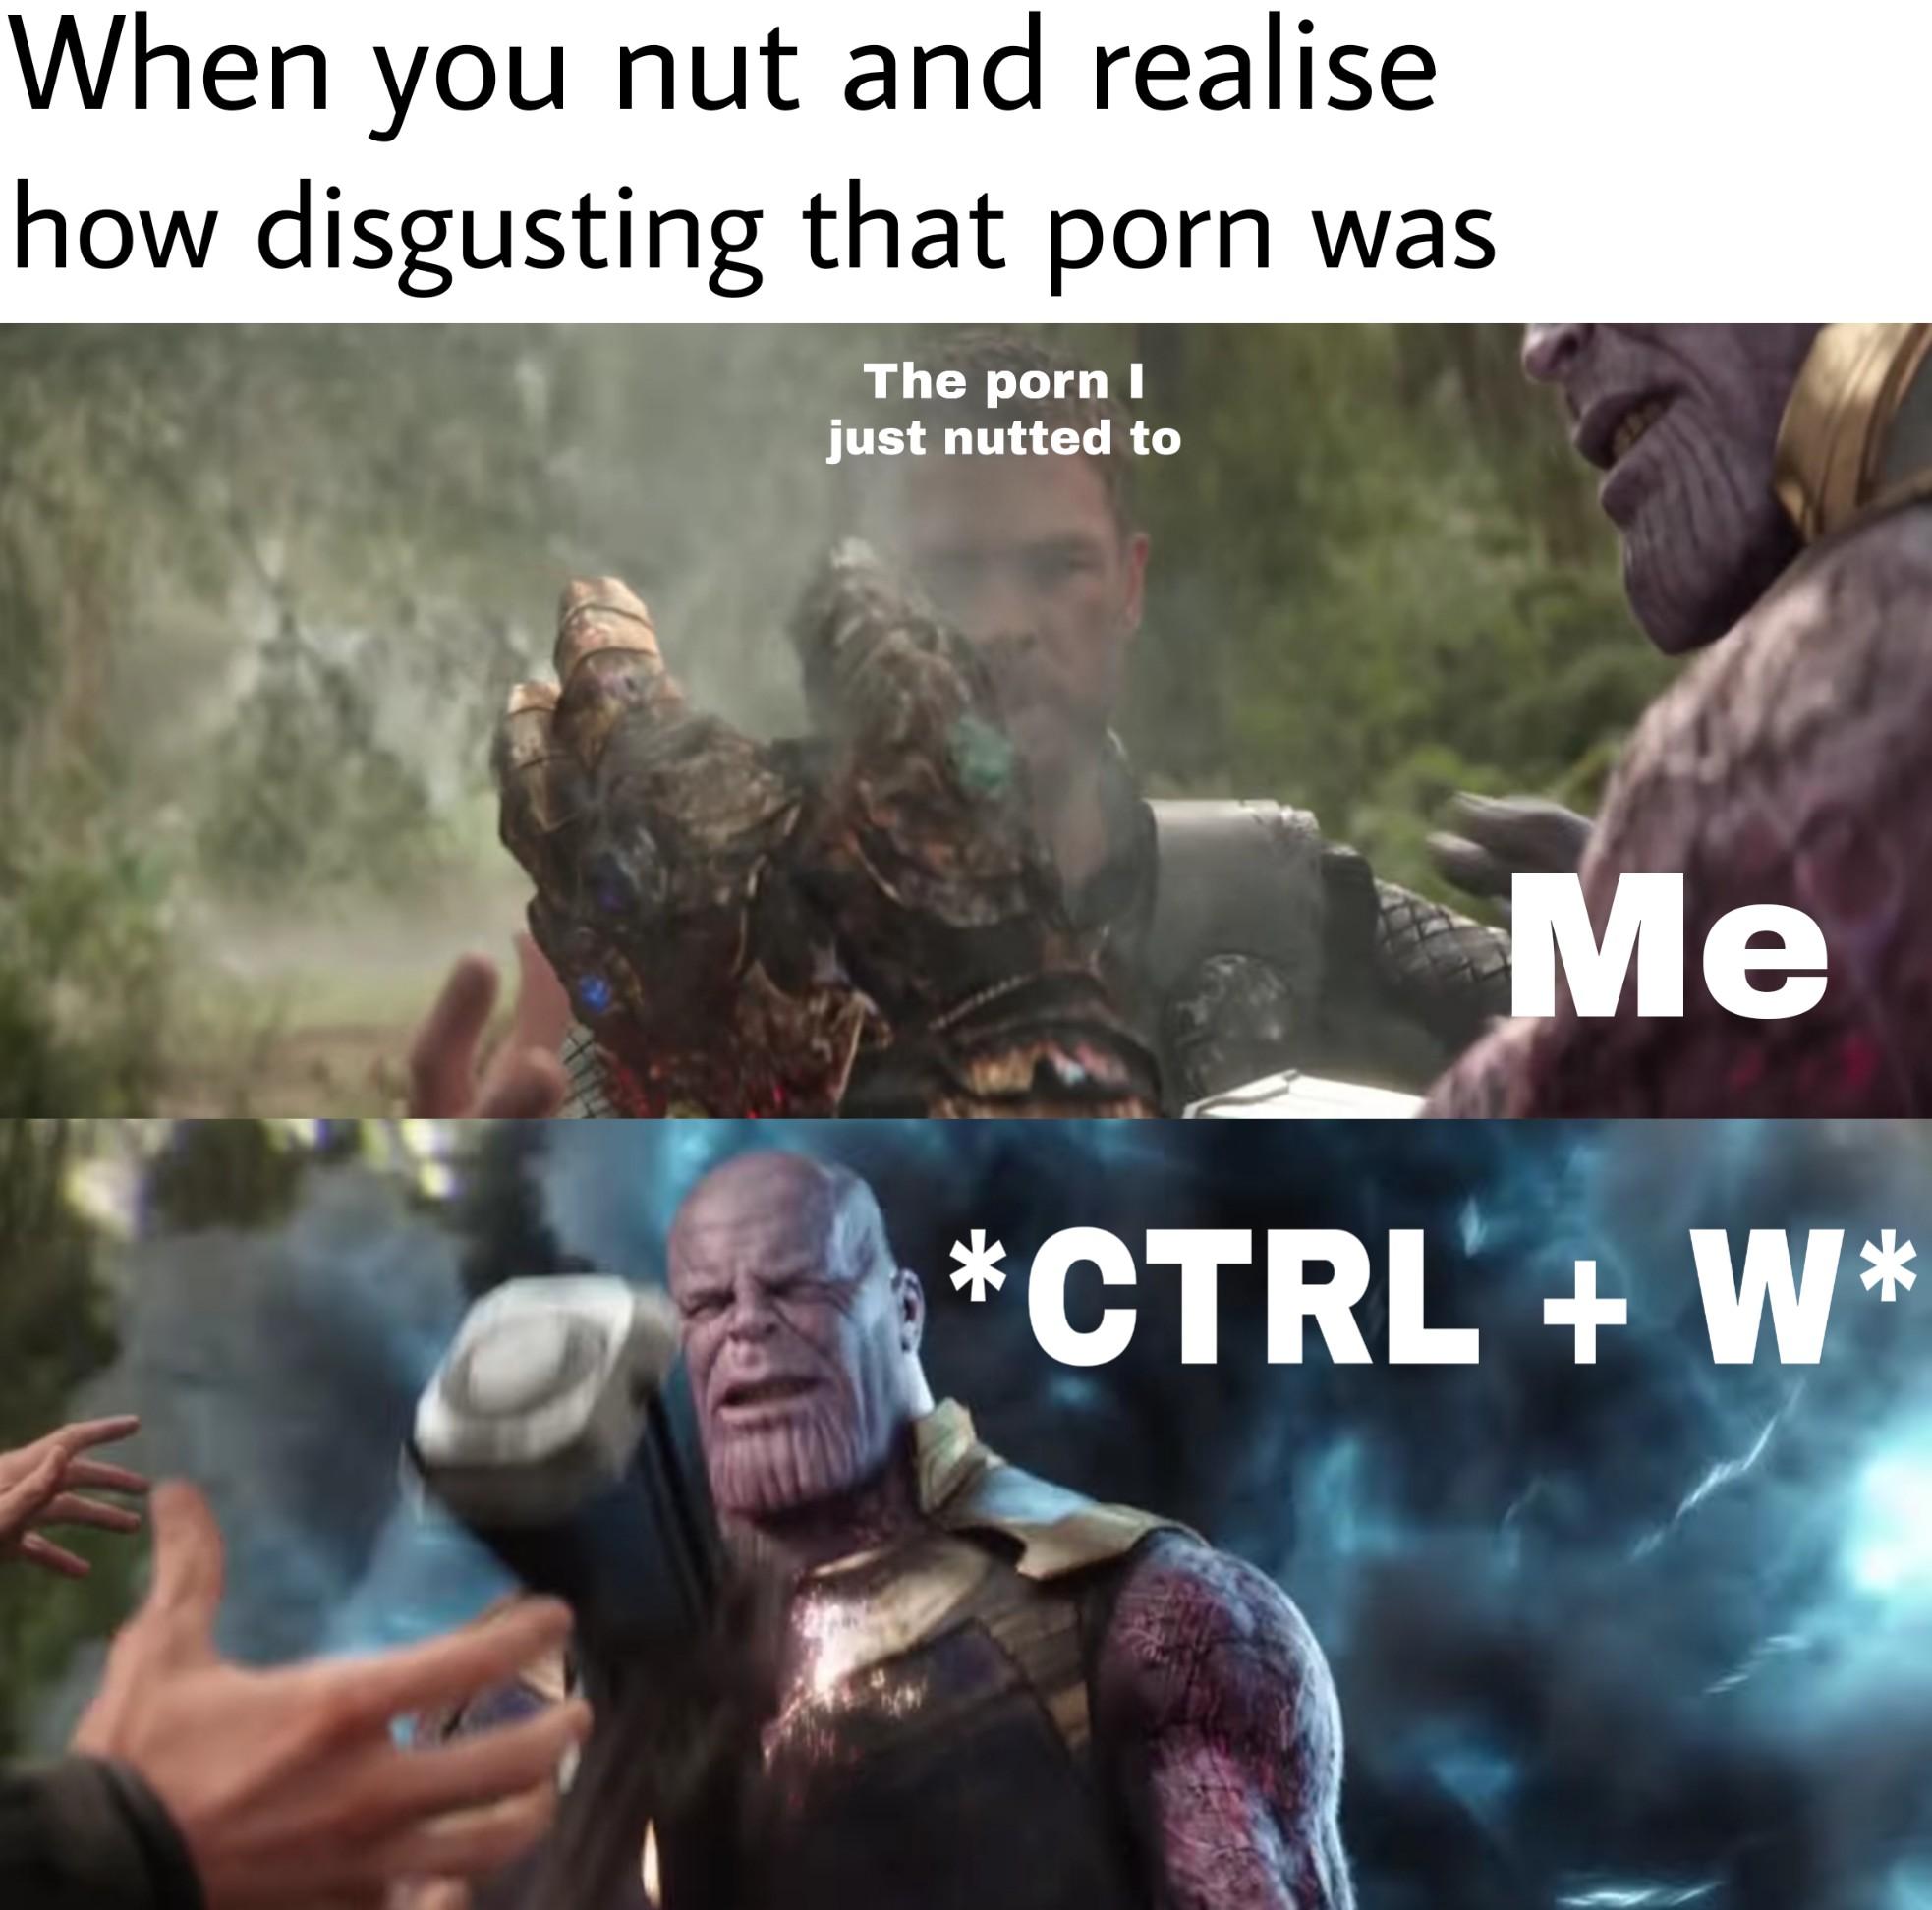 When you nut and realise
how disgusting that porn was
The porn I
just nutted to
Me
*CTRL + W*